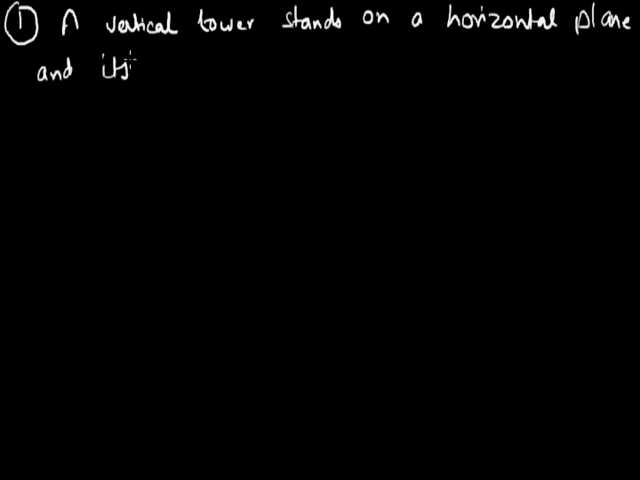 ① A vertical tower stands on a horizontal plane
and its